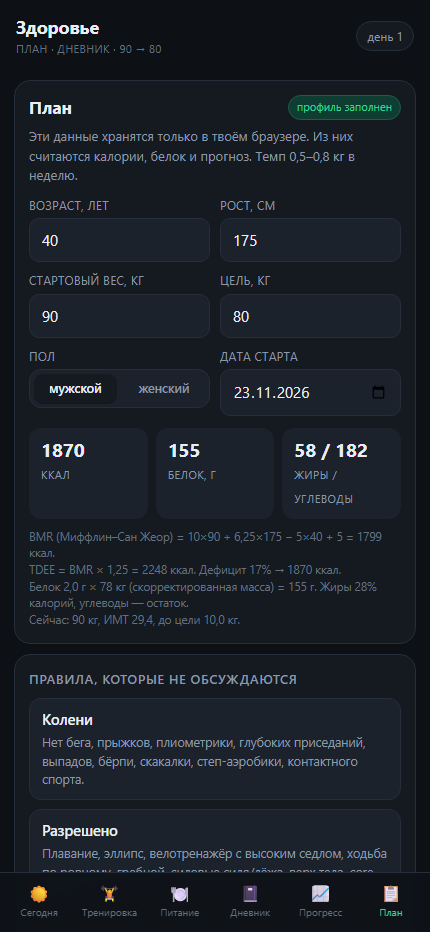 Здоровье
ПЛАН · ДНЕВНИК · 90 → 80
день 1
План
профиль заполнен
Эти данные хранятся только в твоём браузере. Из них
считаются калории, белок и прогноз. Темп 0,5–0,8 кг в
неделю.
ВОЗРАСТ, ЛЕТ
РОСТ, СМ
40
175
СТАРТОВЫЙ ВЕС, КГ
ЦЕЛЬ, КГ
90
80
ПОЛ
ДАТА СТАРТА
мужской
женский
23.11.2026
1870
ККАЛ
155
БЕЛОК, Г
58 / 182
ЖИРЫ /
УГЛЕВОДЫ
BMR (Миффлин–Сан Жеор) = 10×90 + 6,25×175 − 5×40 + 5 = 1799
ккал.
TDEE = BMR × 1,25 = 2248 ккал. Дефицит 17% → 1870 ккал.
Белок 2,0 г × 78 кг (скорректированная масса) = 155 г. Жиры 28%
калорий, углеводы — остаток.
Сейчас: 90 кг, ИМТ 29,4, до цели 10,0 кг.
ПРАВИЛА, КОТОРЫЕ НЕ ОБСУЖДАЮТСЯ
Колени
Нет бега, прыжков, плиометрики, глубоких приседаний,
выпадов, бёрпи, скакалки, степ-аэробики, контактного
спорта.
Разрешено
Плавание, эллипс, велотренажёр с высоким седлом, ходьба
Сегодня
Тренировка
Питание
Дневник
Прогресс
План